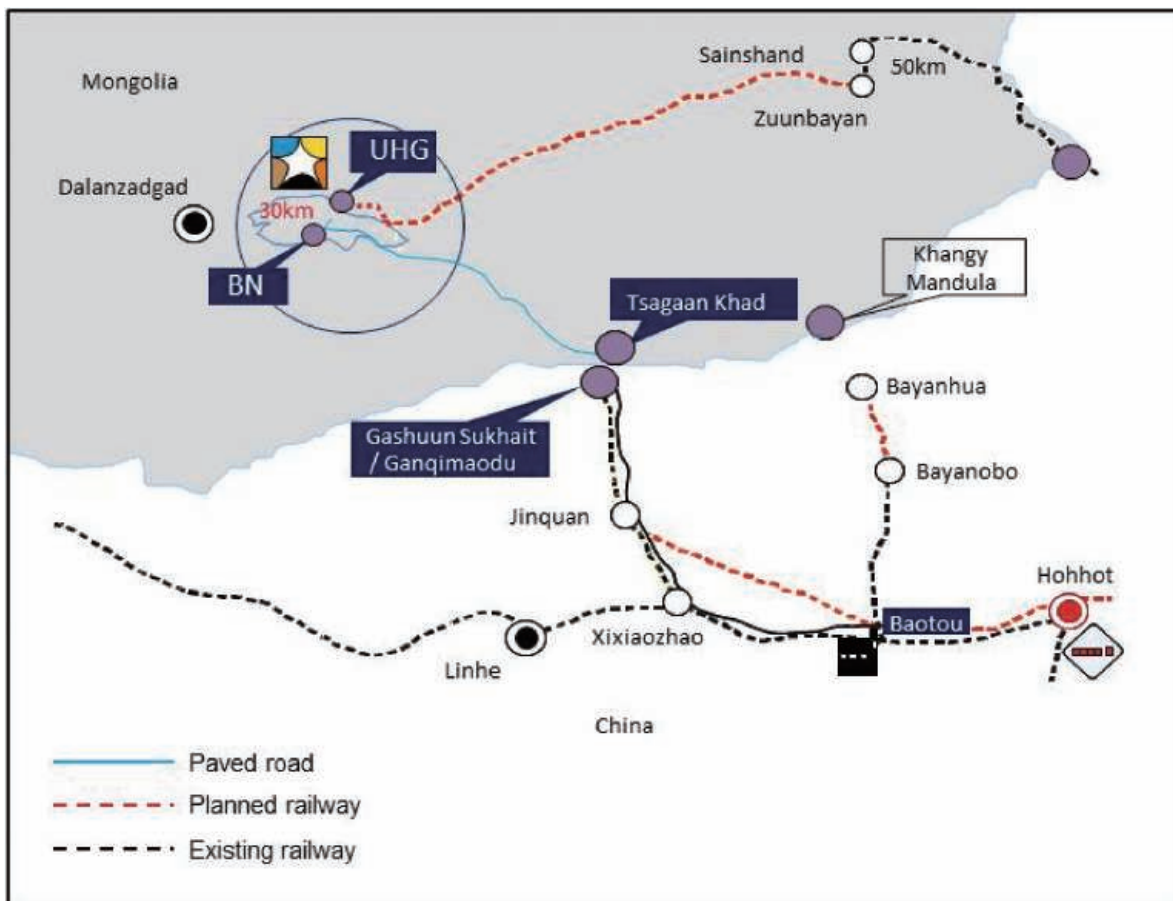 Mongolia
Sainshand
50km
Zuunbayan
UHG
Dalanzadgad
30km
BN
Khangy
Mandula
Tsagaan Khad
Bayanhua
Gashuun Sukhait
/ Ganqimaodu
Bayanobo
Jinquan
Hohhot
Baotou
Xixiaozhao
Linhe
China
Paved road
Planned railway
Existing railway